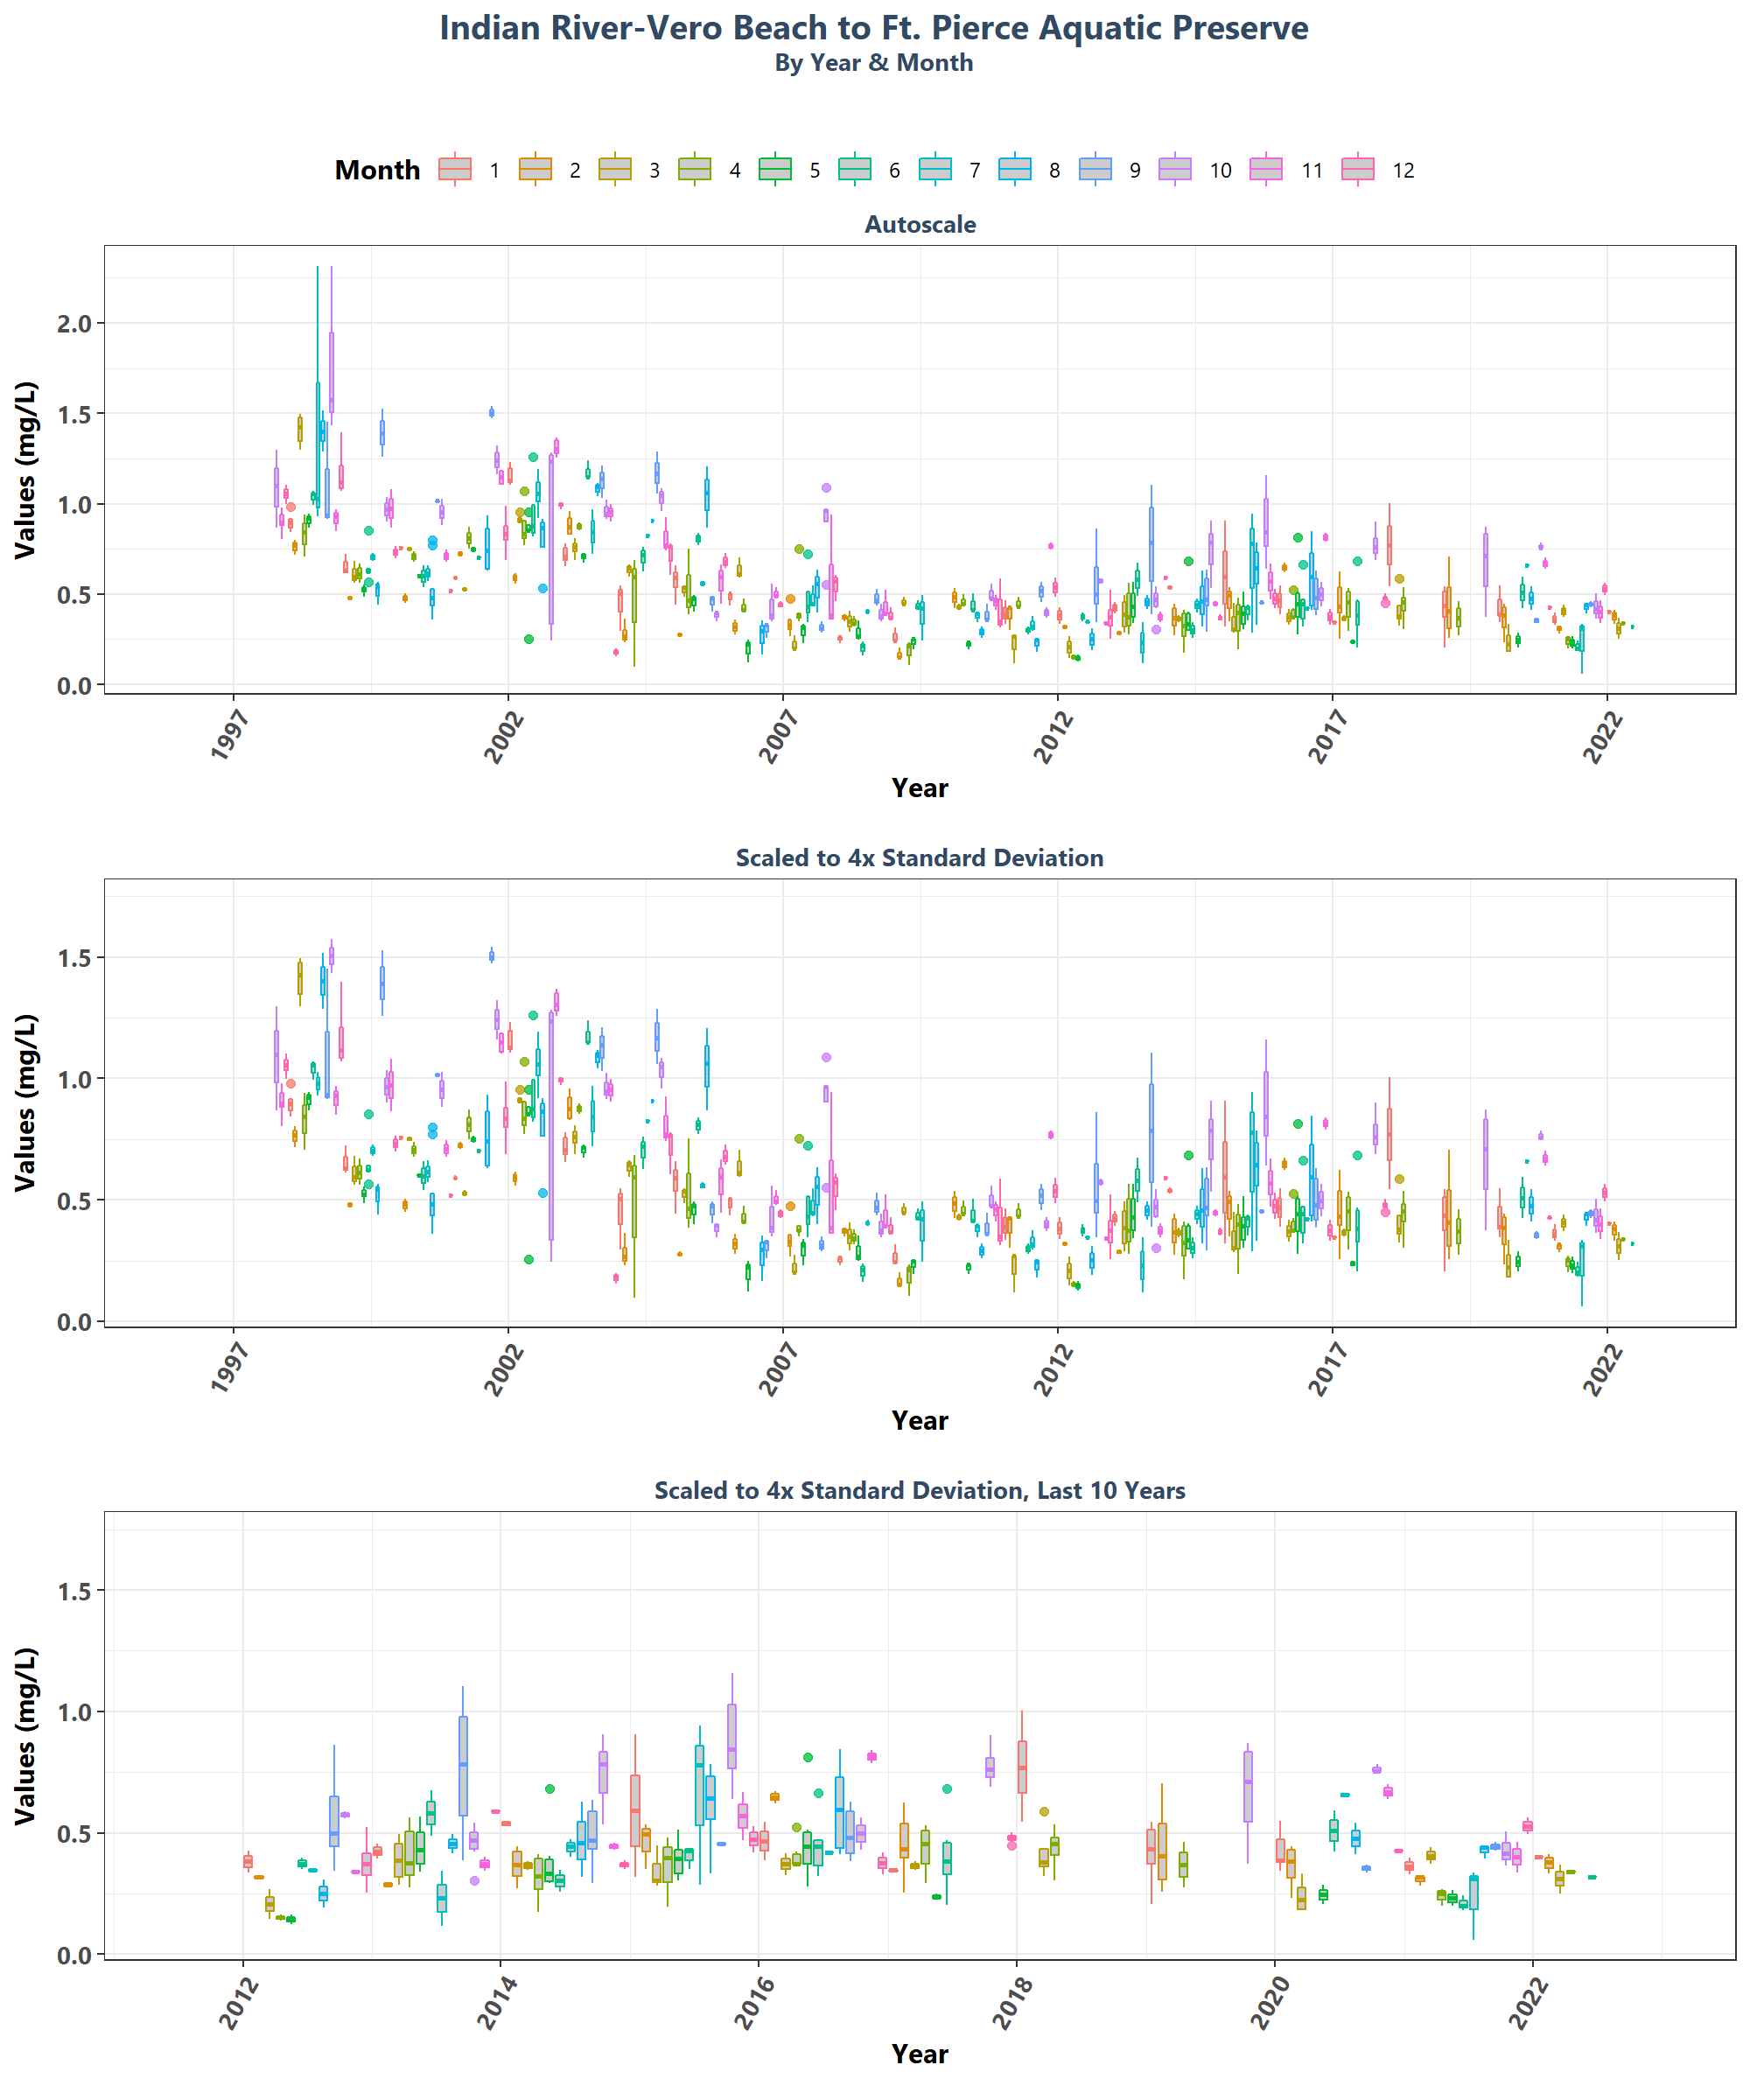 Indian River-Vero Beach to Ft. Pierce Aquatic Preserve
By Year & Month
Month 1 2 3 4 5 6 7 8 9 10 11 12
Autoscale
Values (mg/L)
2.0
1.5
1.0
0.5
0.0
1997 2002 2007 2012 2017 2022
Year
Scaled to 4x Standard Deviation
Values (mg/L)
1.5
1.0
0.5
0.0
1997 2002 2007 2012 2017 2022
Year
Scaled to 4x Standard Deviation, Last 10 Years
Values (mg/L)
1.5
1.0
0.5
0.0
2012 2014 2016 2018 2020 2022
Year